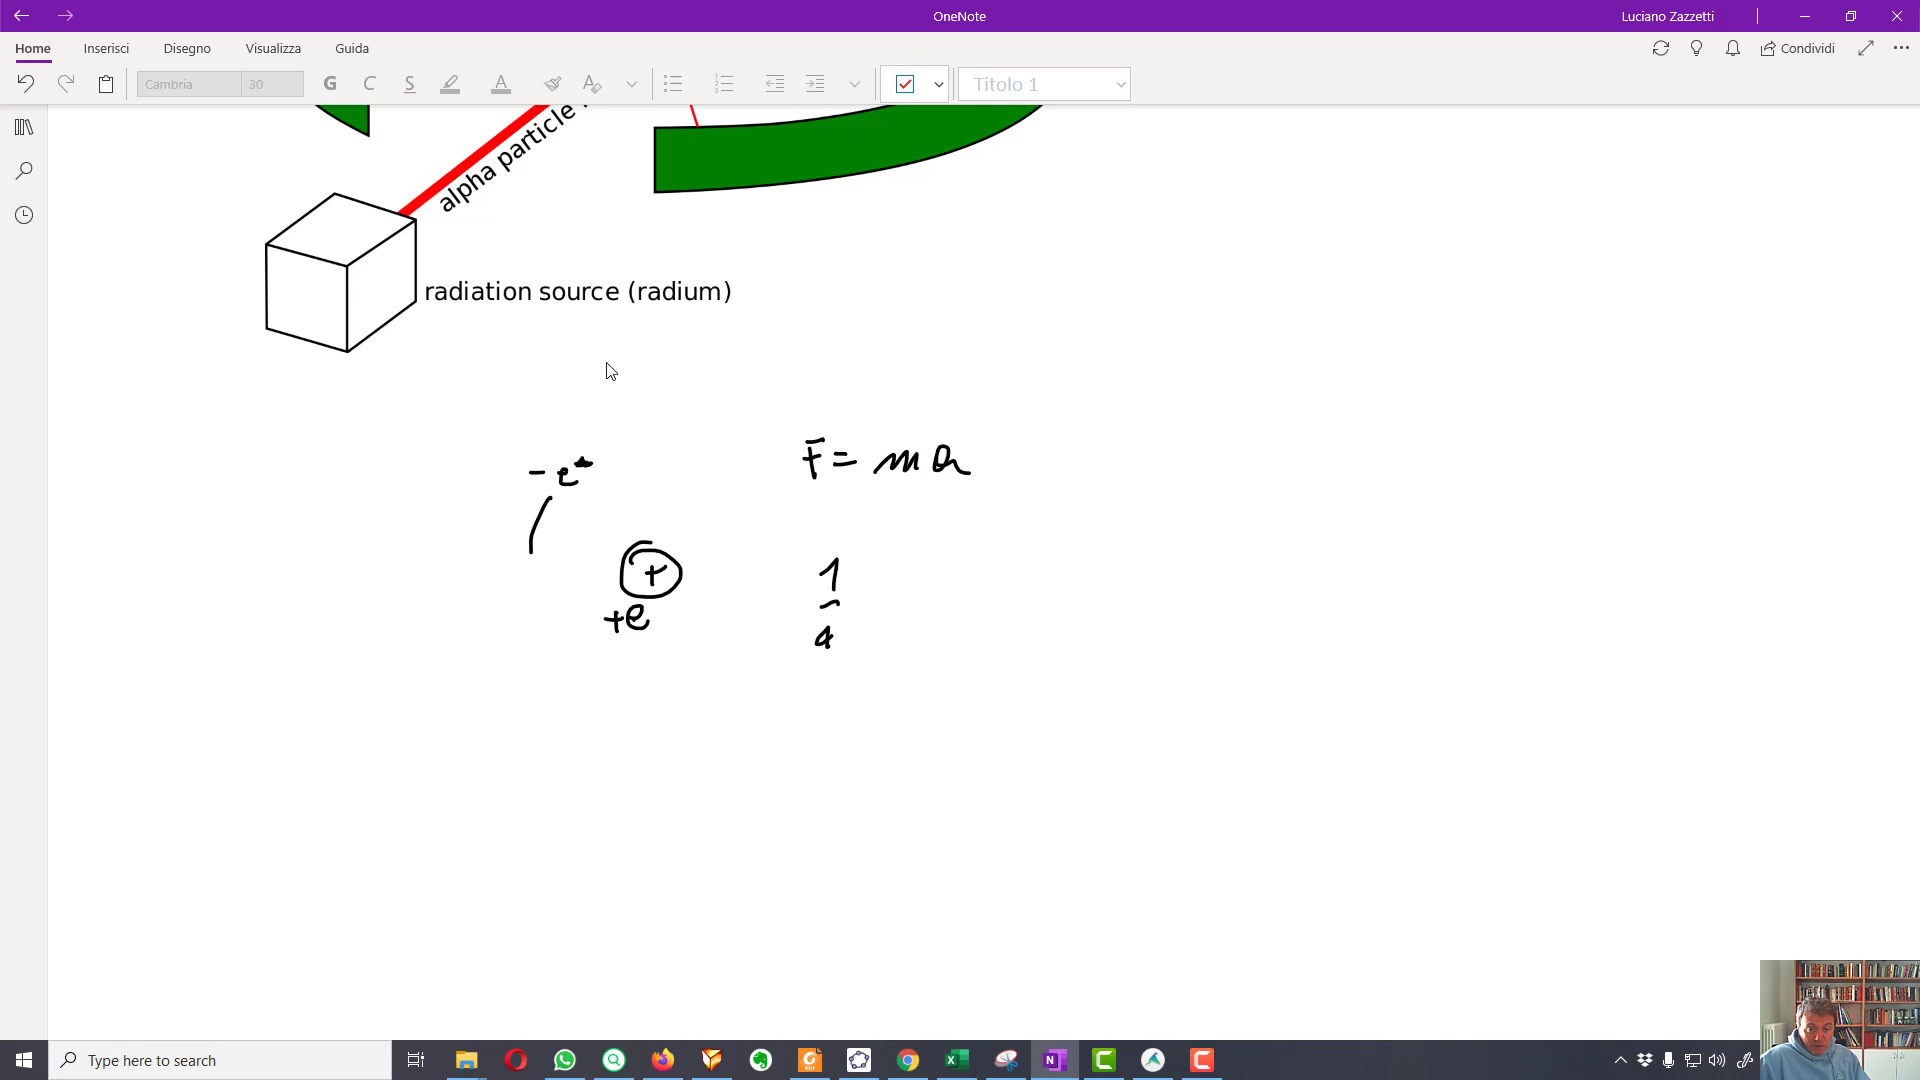 OneNote
Luciano Zazzetti
Home Inserisci Disegno Visualizza Guida
Condividi
Cambria 30 G C S A Titolo 1
alpha particle
radiation source (radium)
- e
F = ma
+
+e
1
4
Type here to search